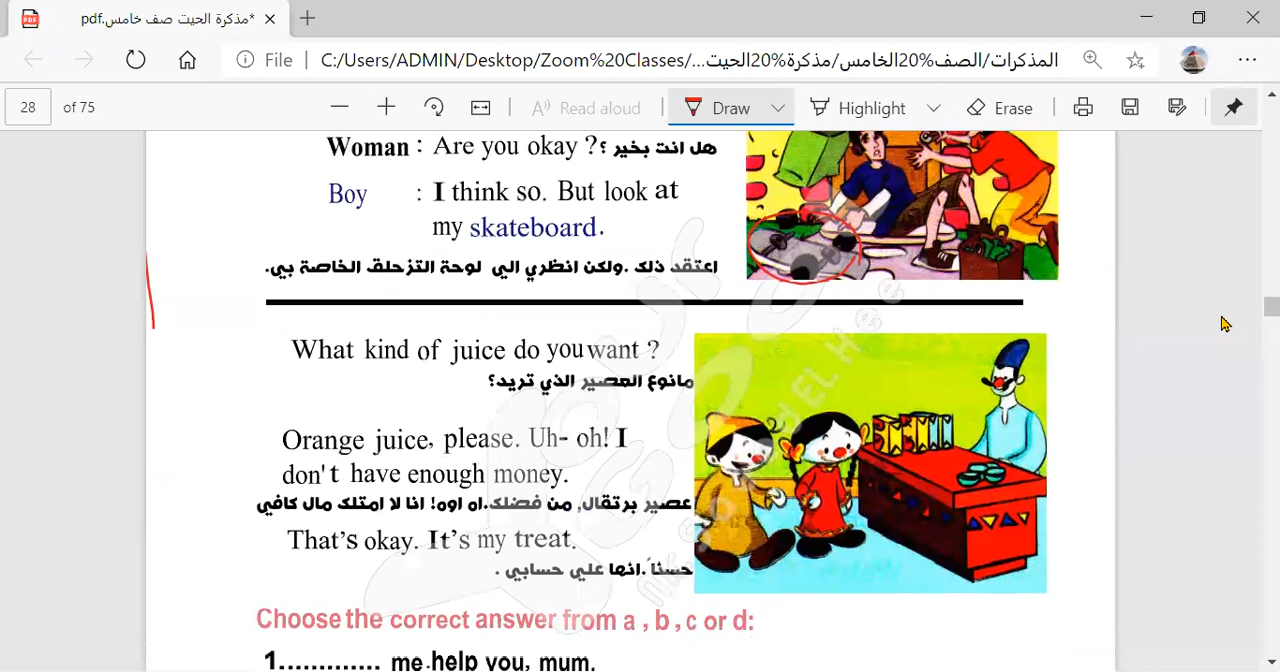 *مذكرة الحيت صف خامس.pdf
File C:/Users/ADMIN/Desktop/Zoom%20Classes/المذكرات/الصف%20الخامس/مذكرة%20الحيت...
28 of 75 Read aloud Draw Highlight Erase
Woman : Are you okay ? هل انت بخير ؟
Boy : I think so. But look at
my skateboard.
اعتقد ذلك .ولكن انظري الي لوحة التزحلق الخاصة بي.
What kind of juice do you want ?
مانوع العصير الذي تريد؟
Orange juice, please. Uh- oh! I
don't have enough money.
عصير برتقال, من فضلك.اه اوه! انا لا امتلك مال كافي
That's okay. It's my treat.
حسناً .انها علي حسابي .
Choose the correct answer from a , b , c or d:
1............. me help you, mum.